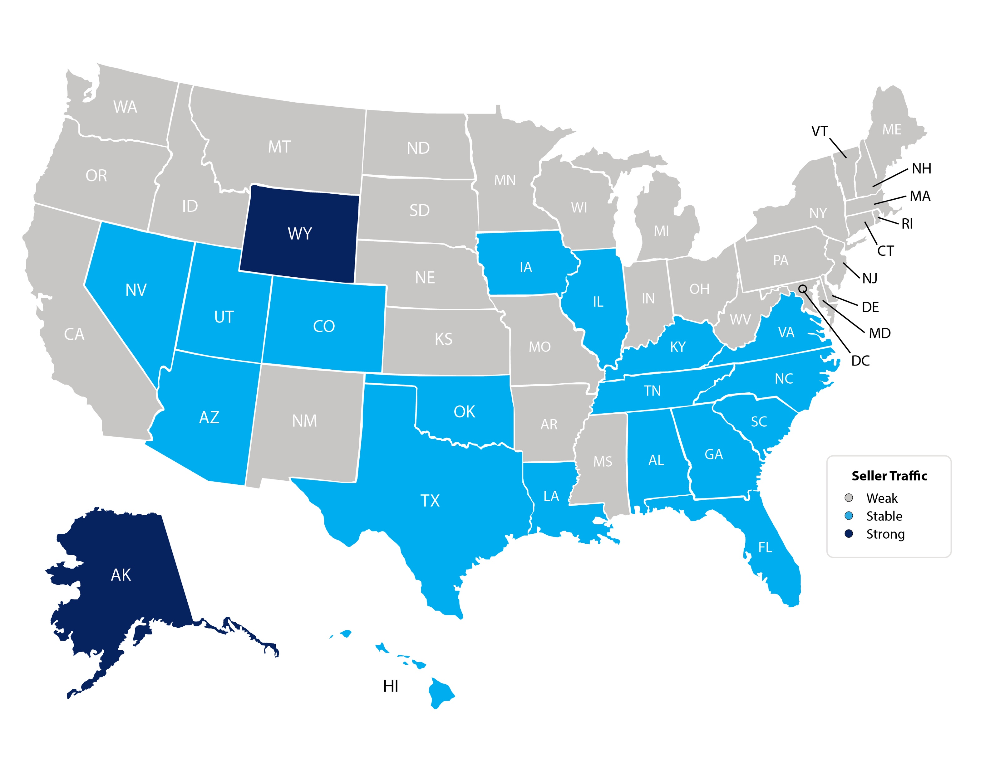 WA
MT
ND
MN
OR
ID
WY
SD
WI
MI
NY
VT
ME
NH
MA
RI
CT
NJ
PA
NV
UT
CO
NE
IA
IL
IN
OH
WV
VA
DE
MD
DC
CA
KS
MO
KY
TN
NC
AZ
NM
OK
AR
SC
TX
LA
MS
AL
GA
FL
AK
HI
Seller Traffic
Weak
Stable
Strong